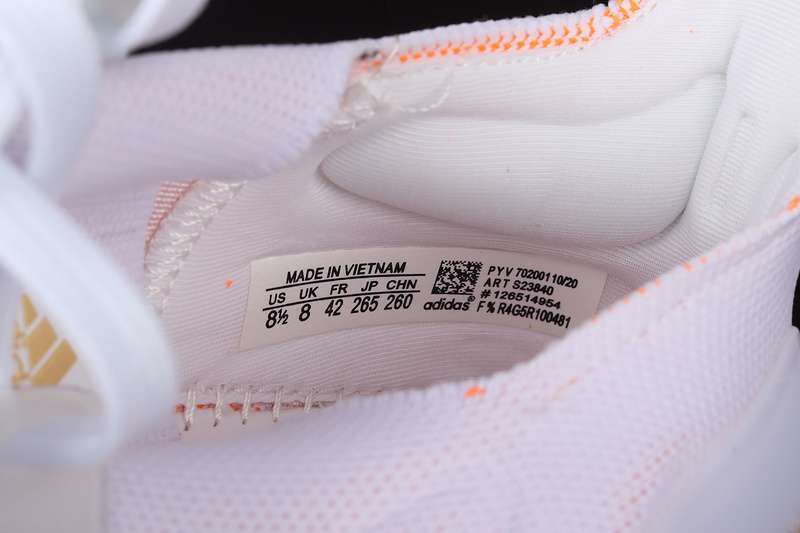 MADE IN VIETNAM
US UK FR JP CHN
8½ 8 42 265 260
adidas®
PYV 70200110/20
ART S23840
# 126514954
F% R4G5R100481